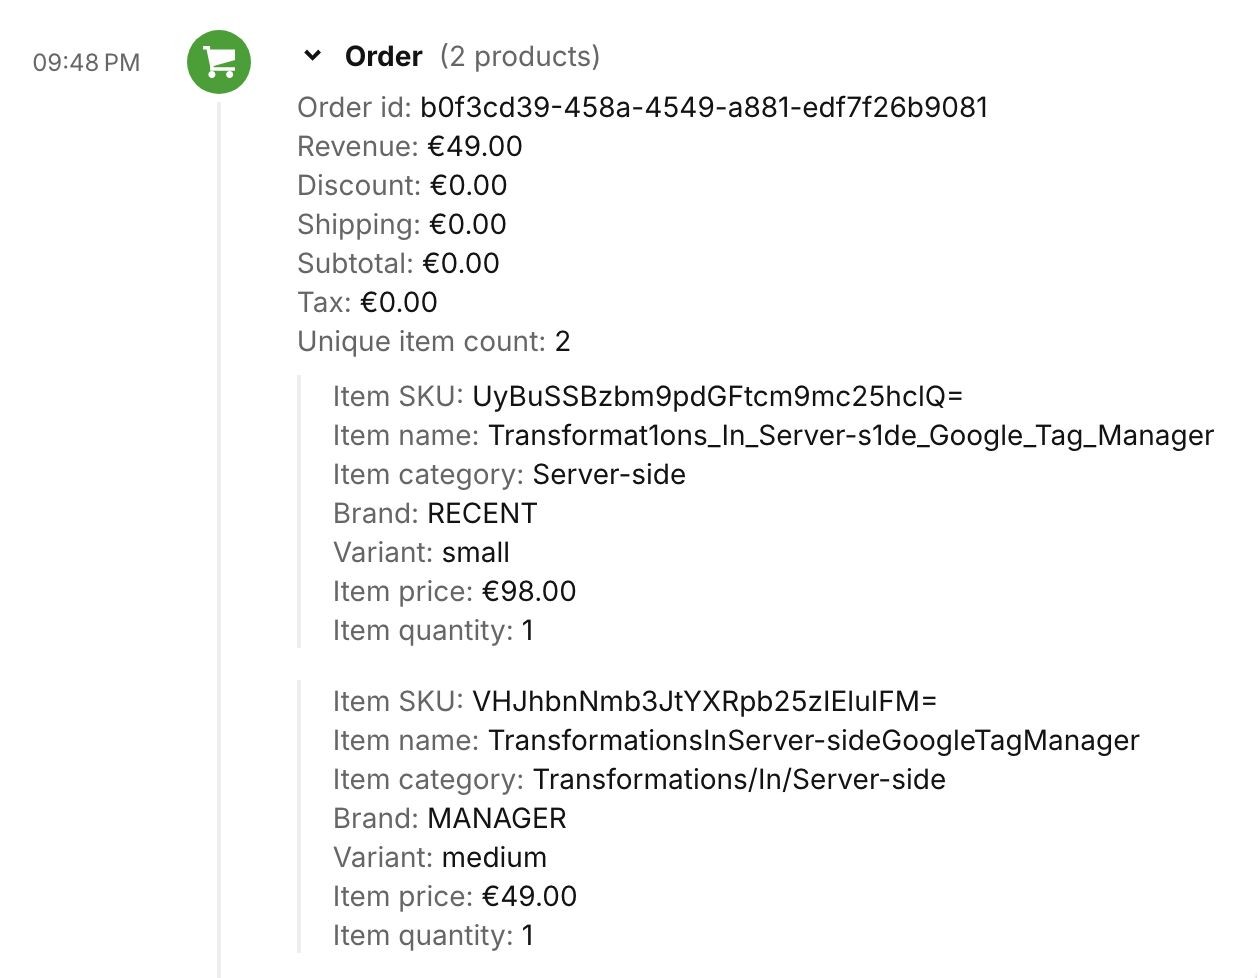 09:48 PM
Order (2 products)
Order id: b0f3cd39-458a-4549-a881-edf7f26b9081
Revenue: €49.00
Discount: €0.00
Shipping: €0.00
Subtotal: €0.00
Tax: €0.00
Unique item count: 2
Item SKU: UyBuSSBzbm9pdGFtcm9mc25hclQ=
Item name: Transformat1ons_In_Server-s1de_Google_Tag_Manager
Item category: Server-side
Brand: RECENT
Variant: small
Item price: €98.00
Item quantity: 1
Item SKU: VHJhbnNmb3JtYXRpb25zIEluIFM=
Item name: TransformationsInServer-sideGoogleTagManager
Item category: Transformations/In/Server-side
Brand: MANAGER
Variant: medium
Item price: €49.00
Item quantity: 1